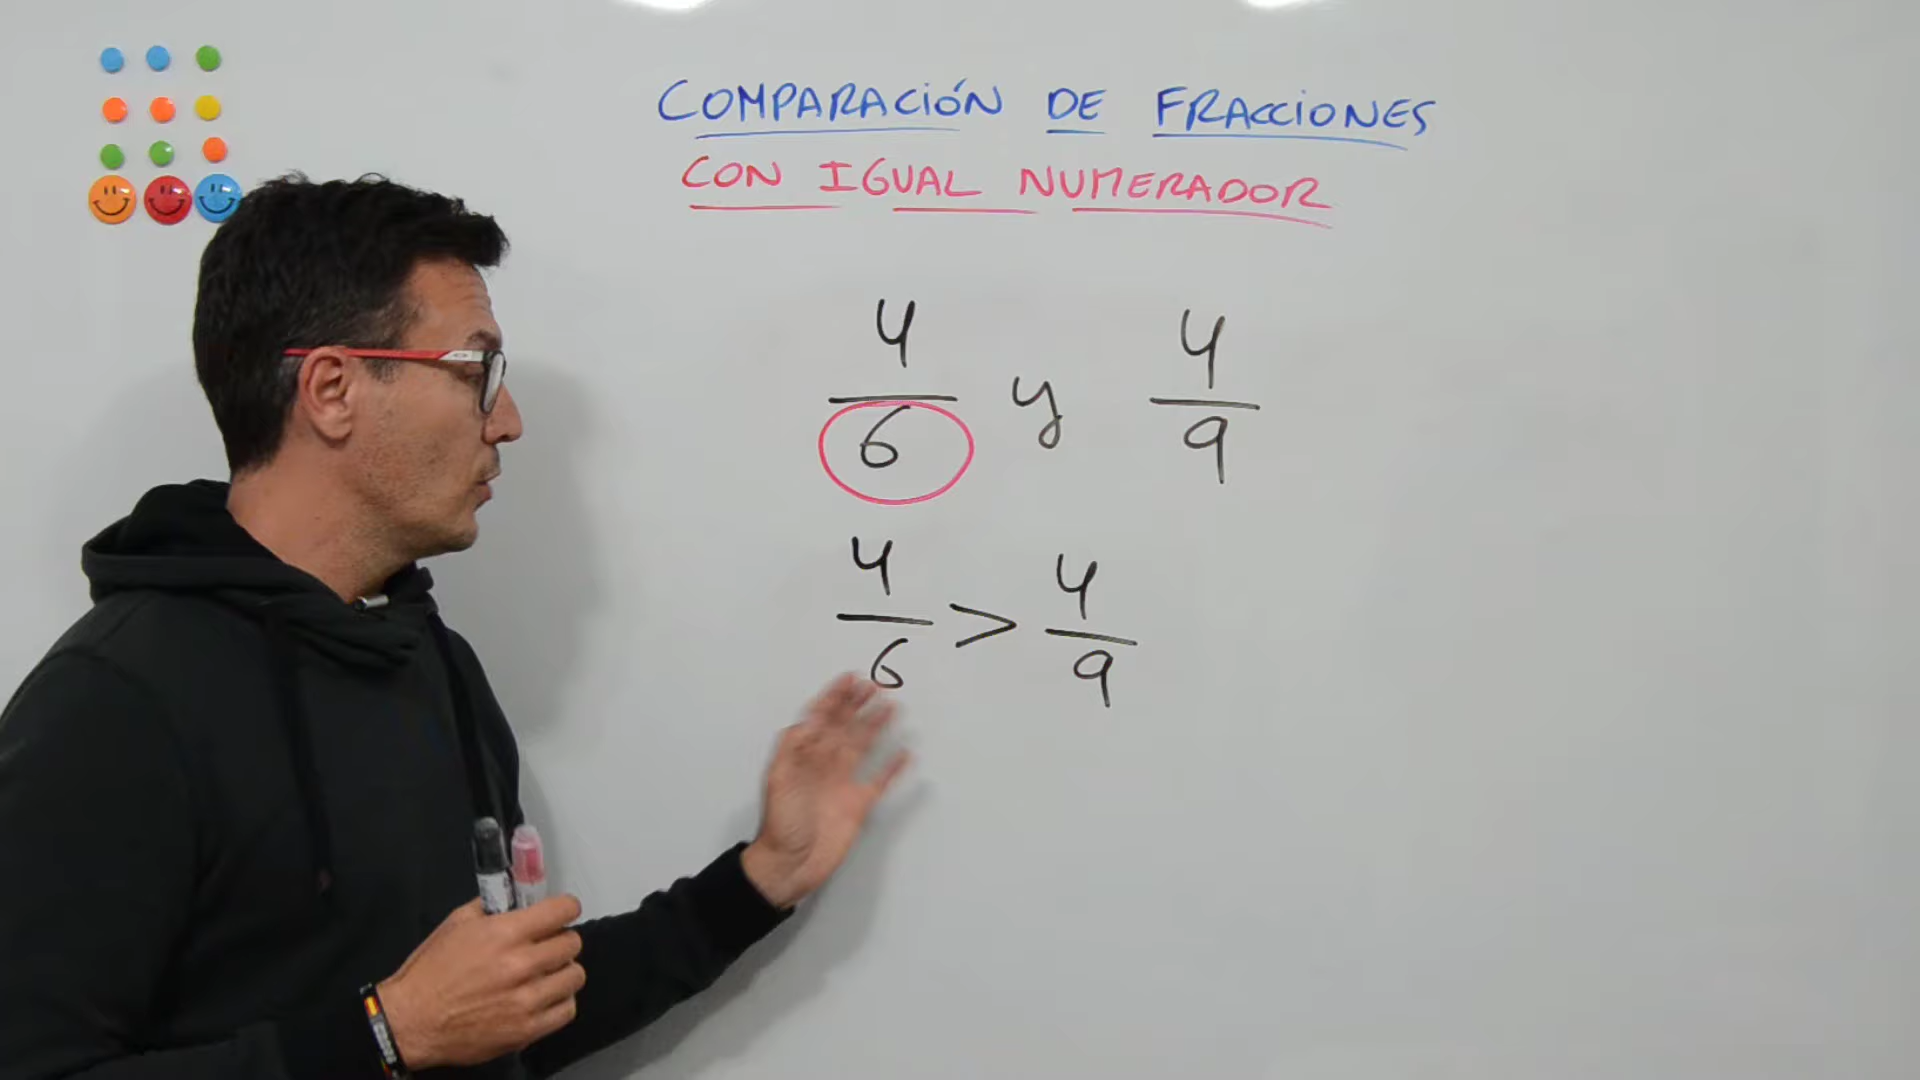 COMPARACIÓN DE FRACCIONES
CON IGUAL NUMERADOR
4/6 y 4/9
4/6 > 4/9